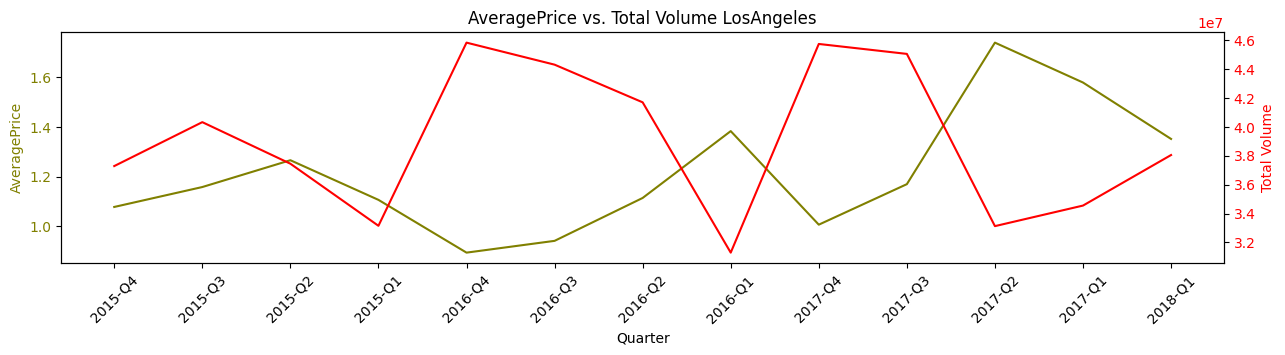 AveragePrice vs. Total Volume LosAngeles
1e7
AveragePrice
1.6
1.4
1.2
1.0
4.6
4.4
4.2
4.0
3.8
3.6
3.4
3.2
Total Volume
2015-Q4
2015-Q3
2015-Q2
2015-Q1
2016-Q4
2016-Q3
2016-Q2
2016-Q1
2017-Q4
2017-Q3
2017-Q2
2017-Q1
2018-Q1
Quarter